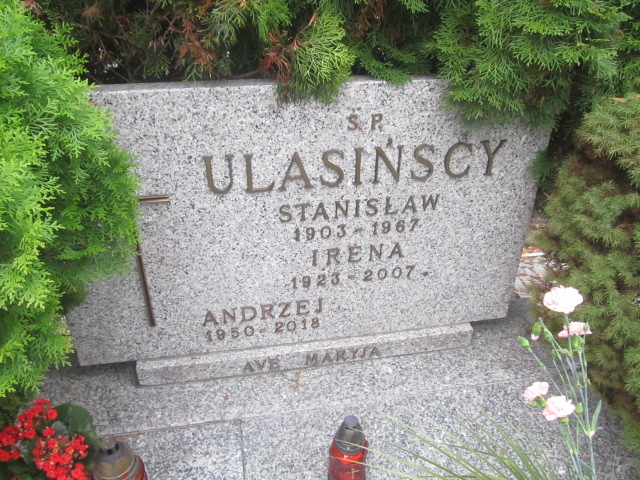 Ś.P.
ULASIŃSCY
STANISŁAW
1903-1967
IRENA
1923-2007
ANDRZEJ
1950-2018
AVE MARYJA